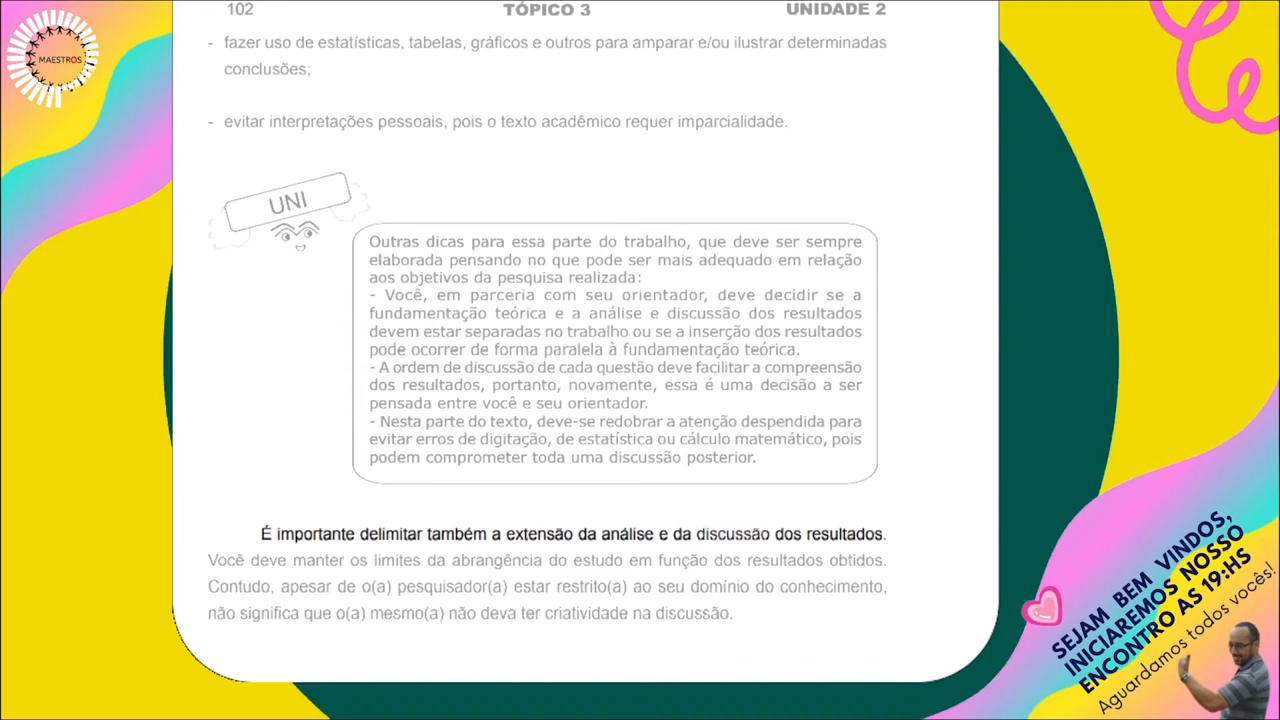 MAESTROS
102 TÓPICO 3 UNIDADE 2
- fazer uso de estatísticas, tabelas, gráficos e outros para amparar e/ou ilustrar determinadas
conclusões;
- evitar interpretações pessoais, pois o texto acadêmico requer imparcialidade.
UNI
Outras dicas para essa parte do trabalho, que deve ser sempre
elaborada pensando no que pode ser mais adequado em relação
aos objetivos da pesquisa realizada:
- Você, em parceria com seu orientador, deve decidir se a
fundamentação teórica e a análise e discussão dos resultados
devem estar separadas no trabalho ou se a inserção dos resultados
pode ocorrer de forma paralela à fundamentação teórica.
- A ordem de discussão de cada questão deve facilitar a compreensão
dos resultados, portanto, novamente, essa é uma decisão a ser
pensada entre você e seu orientador.
- Nesta parte do texto, deve-se redobrar a atenção despendida para
evitar erros de digitação, de estatística ou cálculo matemático, pois
podem comprometer toda uma discussão posterior.
É importante delimitar também a extensão da análise e da discussão dos resultados.
Você deve manter os limites da abrangência do estudo em função dos resultados obtidos.
Contudo, apesar de o(a) pesquisador(a) estar restrito(a) ao seu domínio do conhecimento,
não significa que o(a) mesmo(a) não deva ter criatividade na discussão.
SEJAM BEM VINDOS,
INICIAREMOS NOSSO
ENCONTRO AS 19:HS
Aguardamos todos vocês!